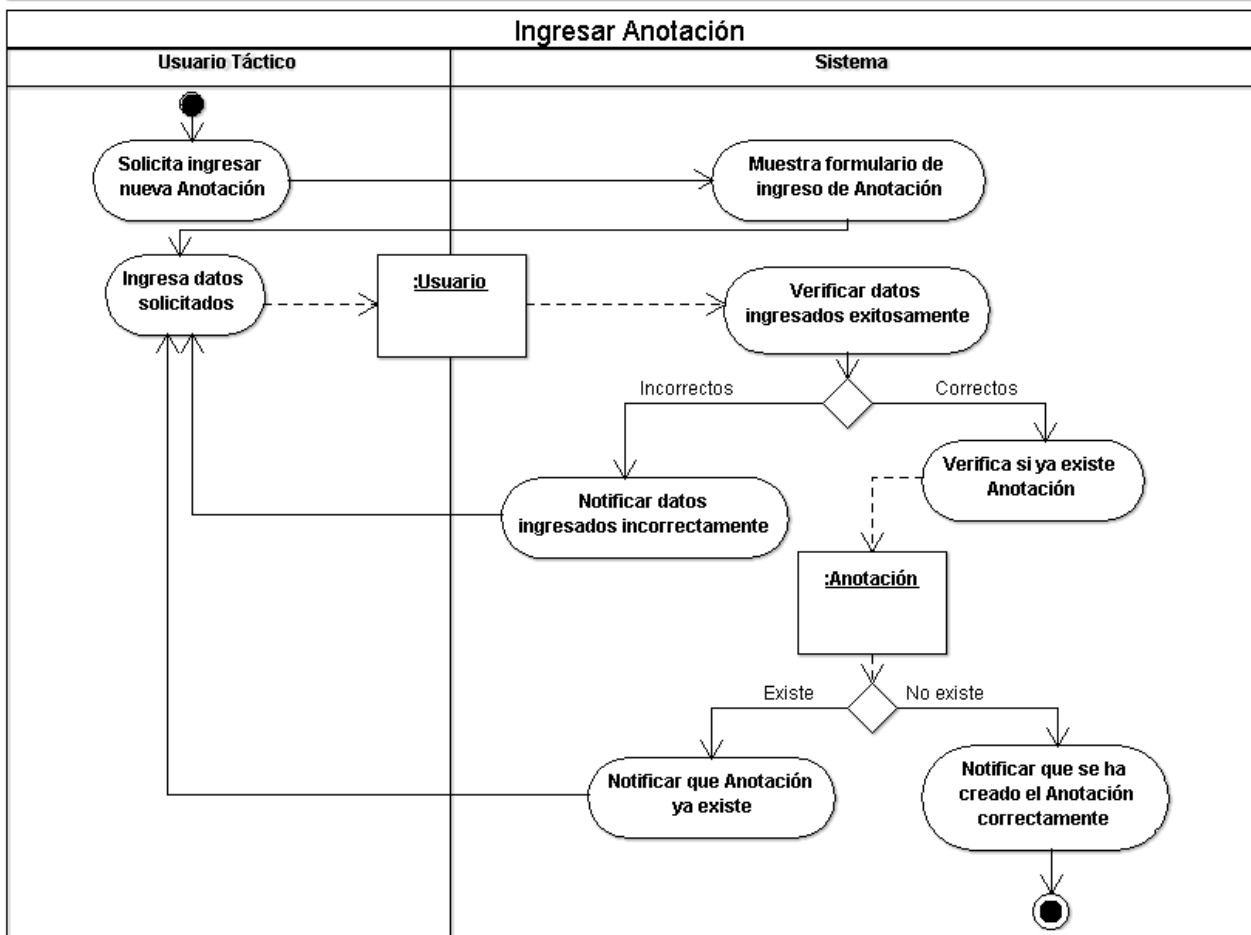 Ingresar Anotación
Usuario Táctico
Sistema
Solicita ingresar
nueva Anotación
Muestra formulario de
ingreso de Anotación
Ingresa datos
solicitados
:Usuario
Verificar datos
ingresados exitosamente
Incorrectos
Correctos
Verifica si ya existe
Anotación
Notificar datos
ingresados incorrectamente
:Anotación
Existe
No existe
Notificar que Anotación
ya existe
Notificar que se ha
creado el Anotación
correctamente